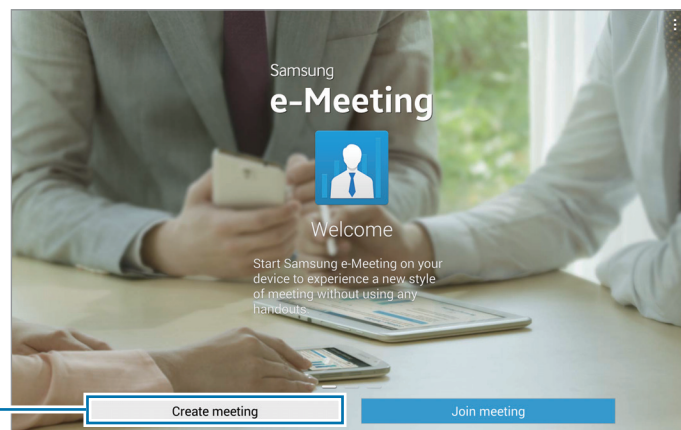 Samsung
e-Meeting
Welcome
Start Samsung e-Meeting on your
device to experience a new style
of meeting without using any
handouts.
Create meeting
Join meeting